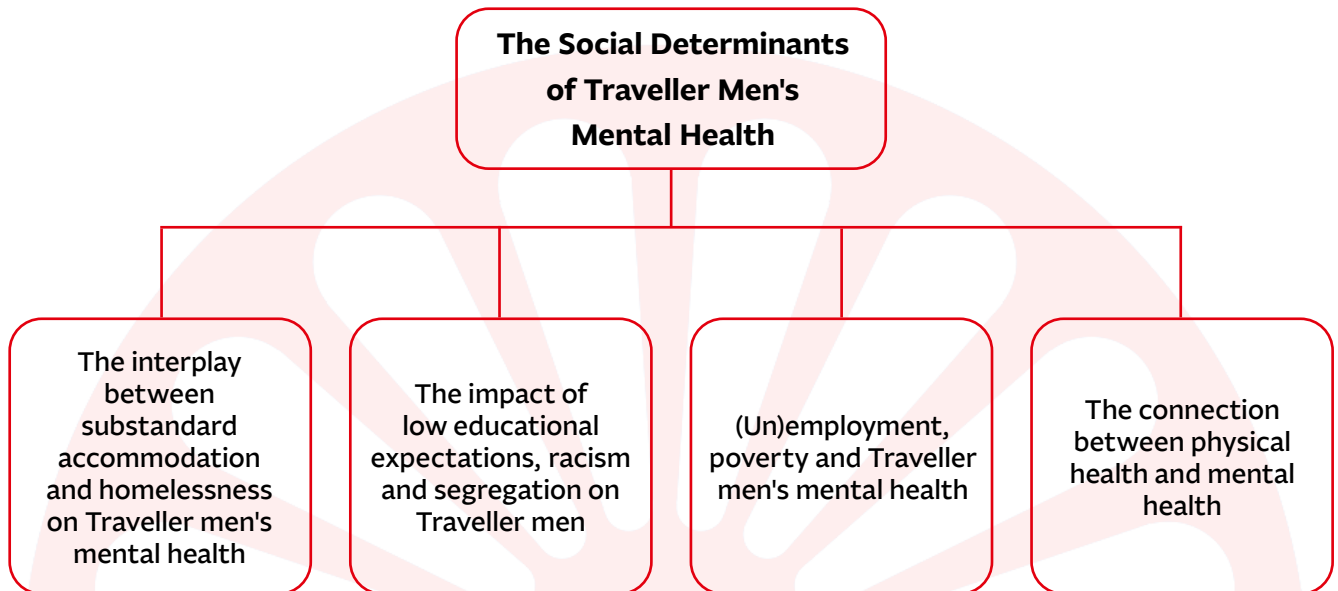 The Social Determinants
of Traveller Men's
Mental Health
The interplay
between
substandard
accommodation
and homelessness
on Traveller men's
mental health
The impact of
low educational
expectations, racism
and segregation on
Traveller men
(Un)employment,
poverty and Traveller
men's mental health
The connection
between physical
health and mental
health